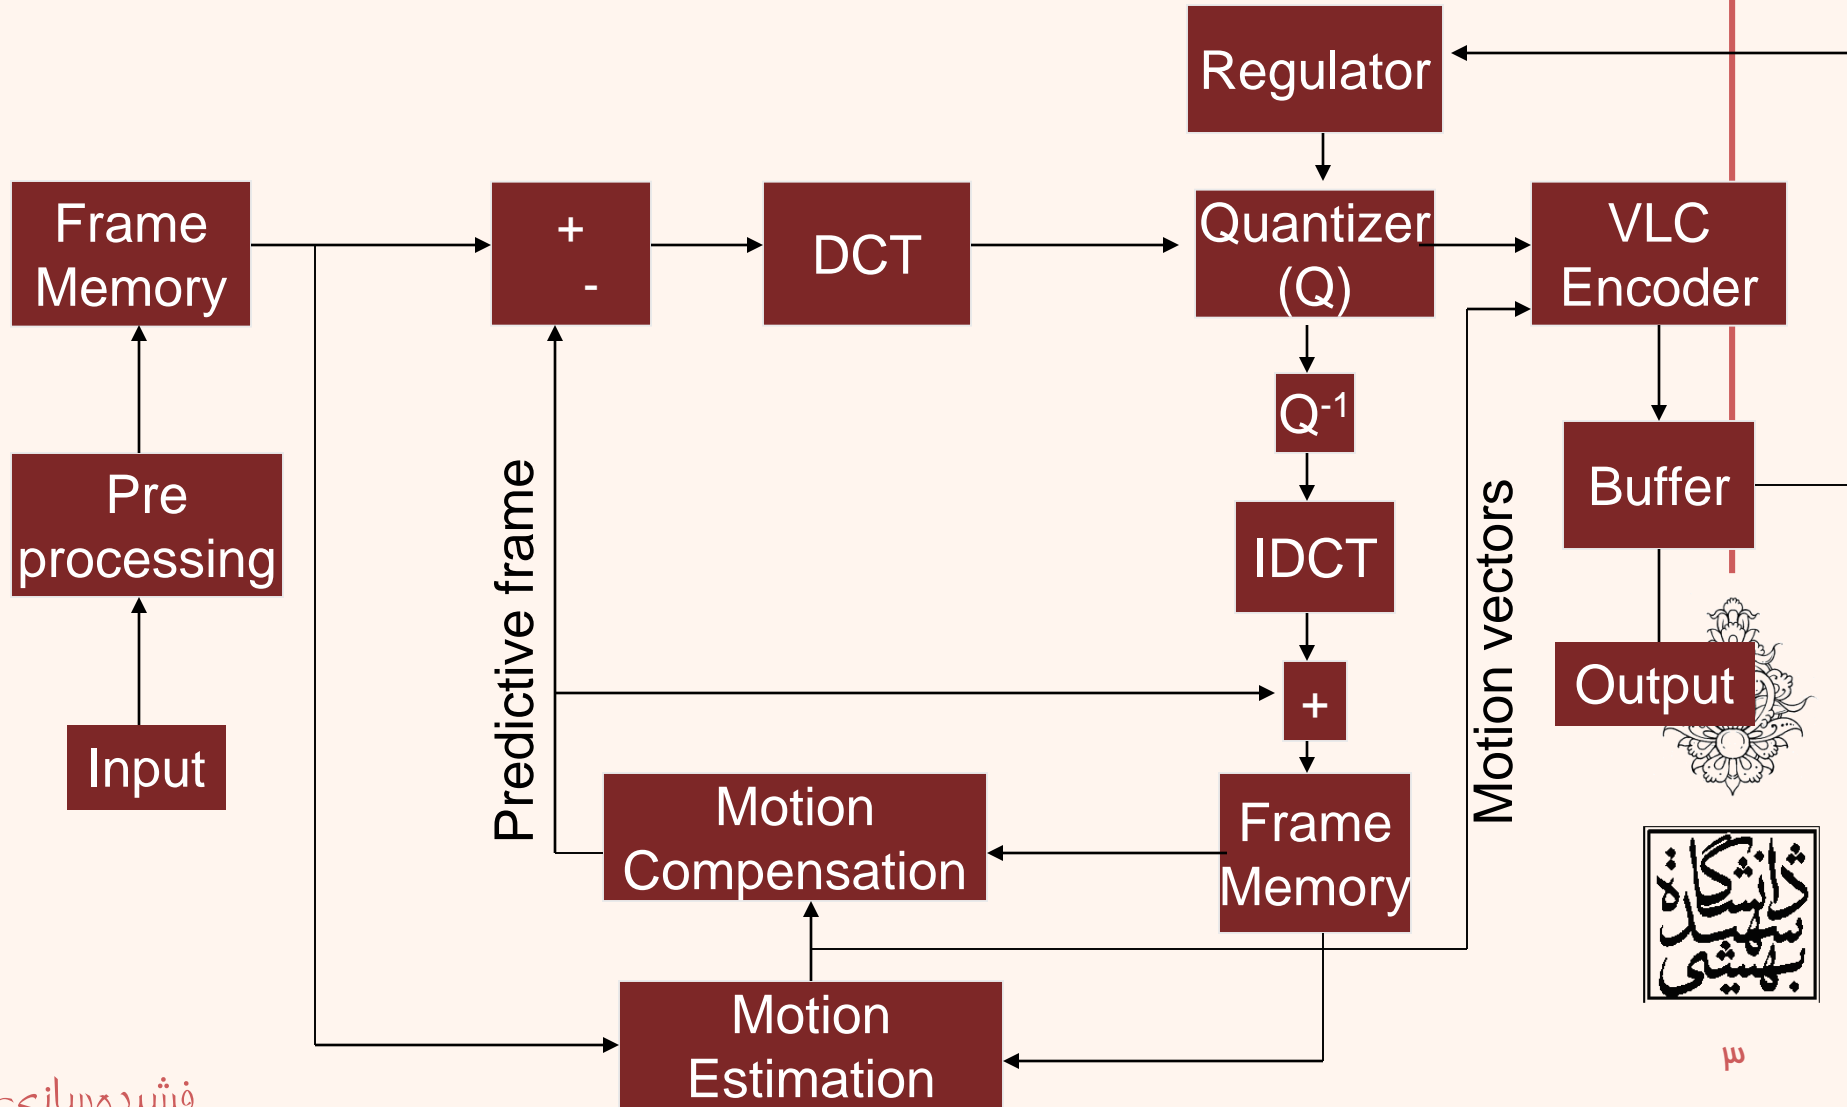 Regulator
Frame
Memory
+
-
DCT
Quantizer
(Q)
VLC
Encoder
Q-1
Pre
processing
Predictive frame
IDCT
Motion vectors
Buffer
+
Output
Input
Motion
Compensation
Frame
Memory
دانشگاه
شهید
بهشتی
Motion
Estimation
۳